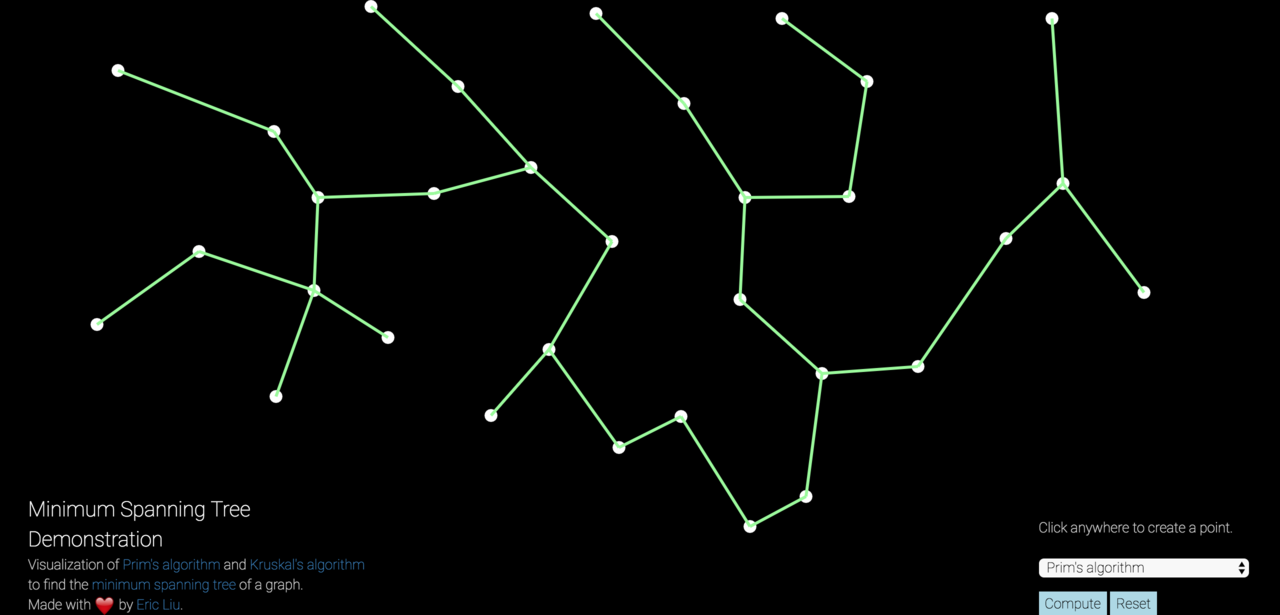 Minimum Spanning Tree
Demonstration
Visualization of Prim's algorithm and Kruskal's algorithm
to find the minimum spanning tree of a graph.
Made with ❤️ by Eric Liu.
Click anywhere to create a point.
Prim's algorithm
Compute Reset